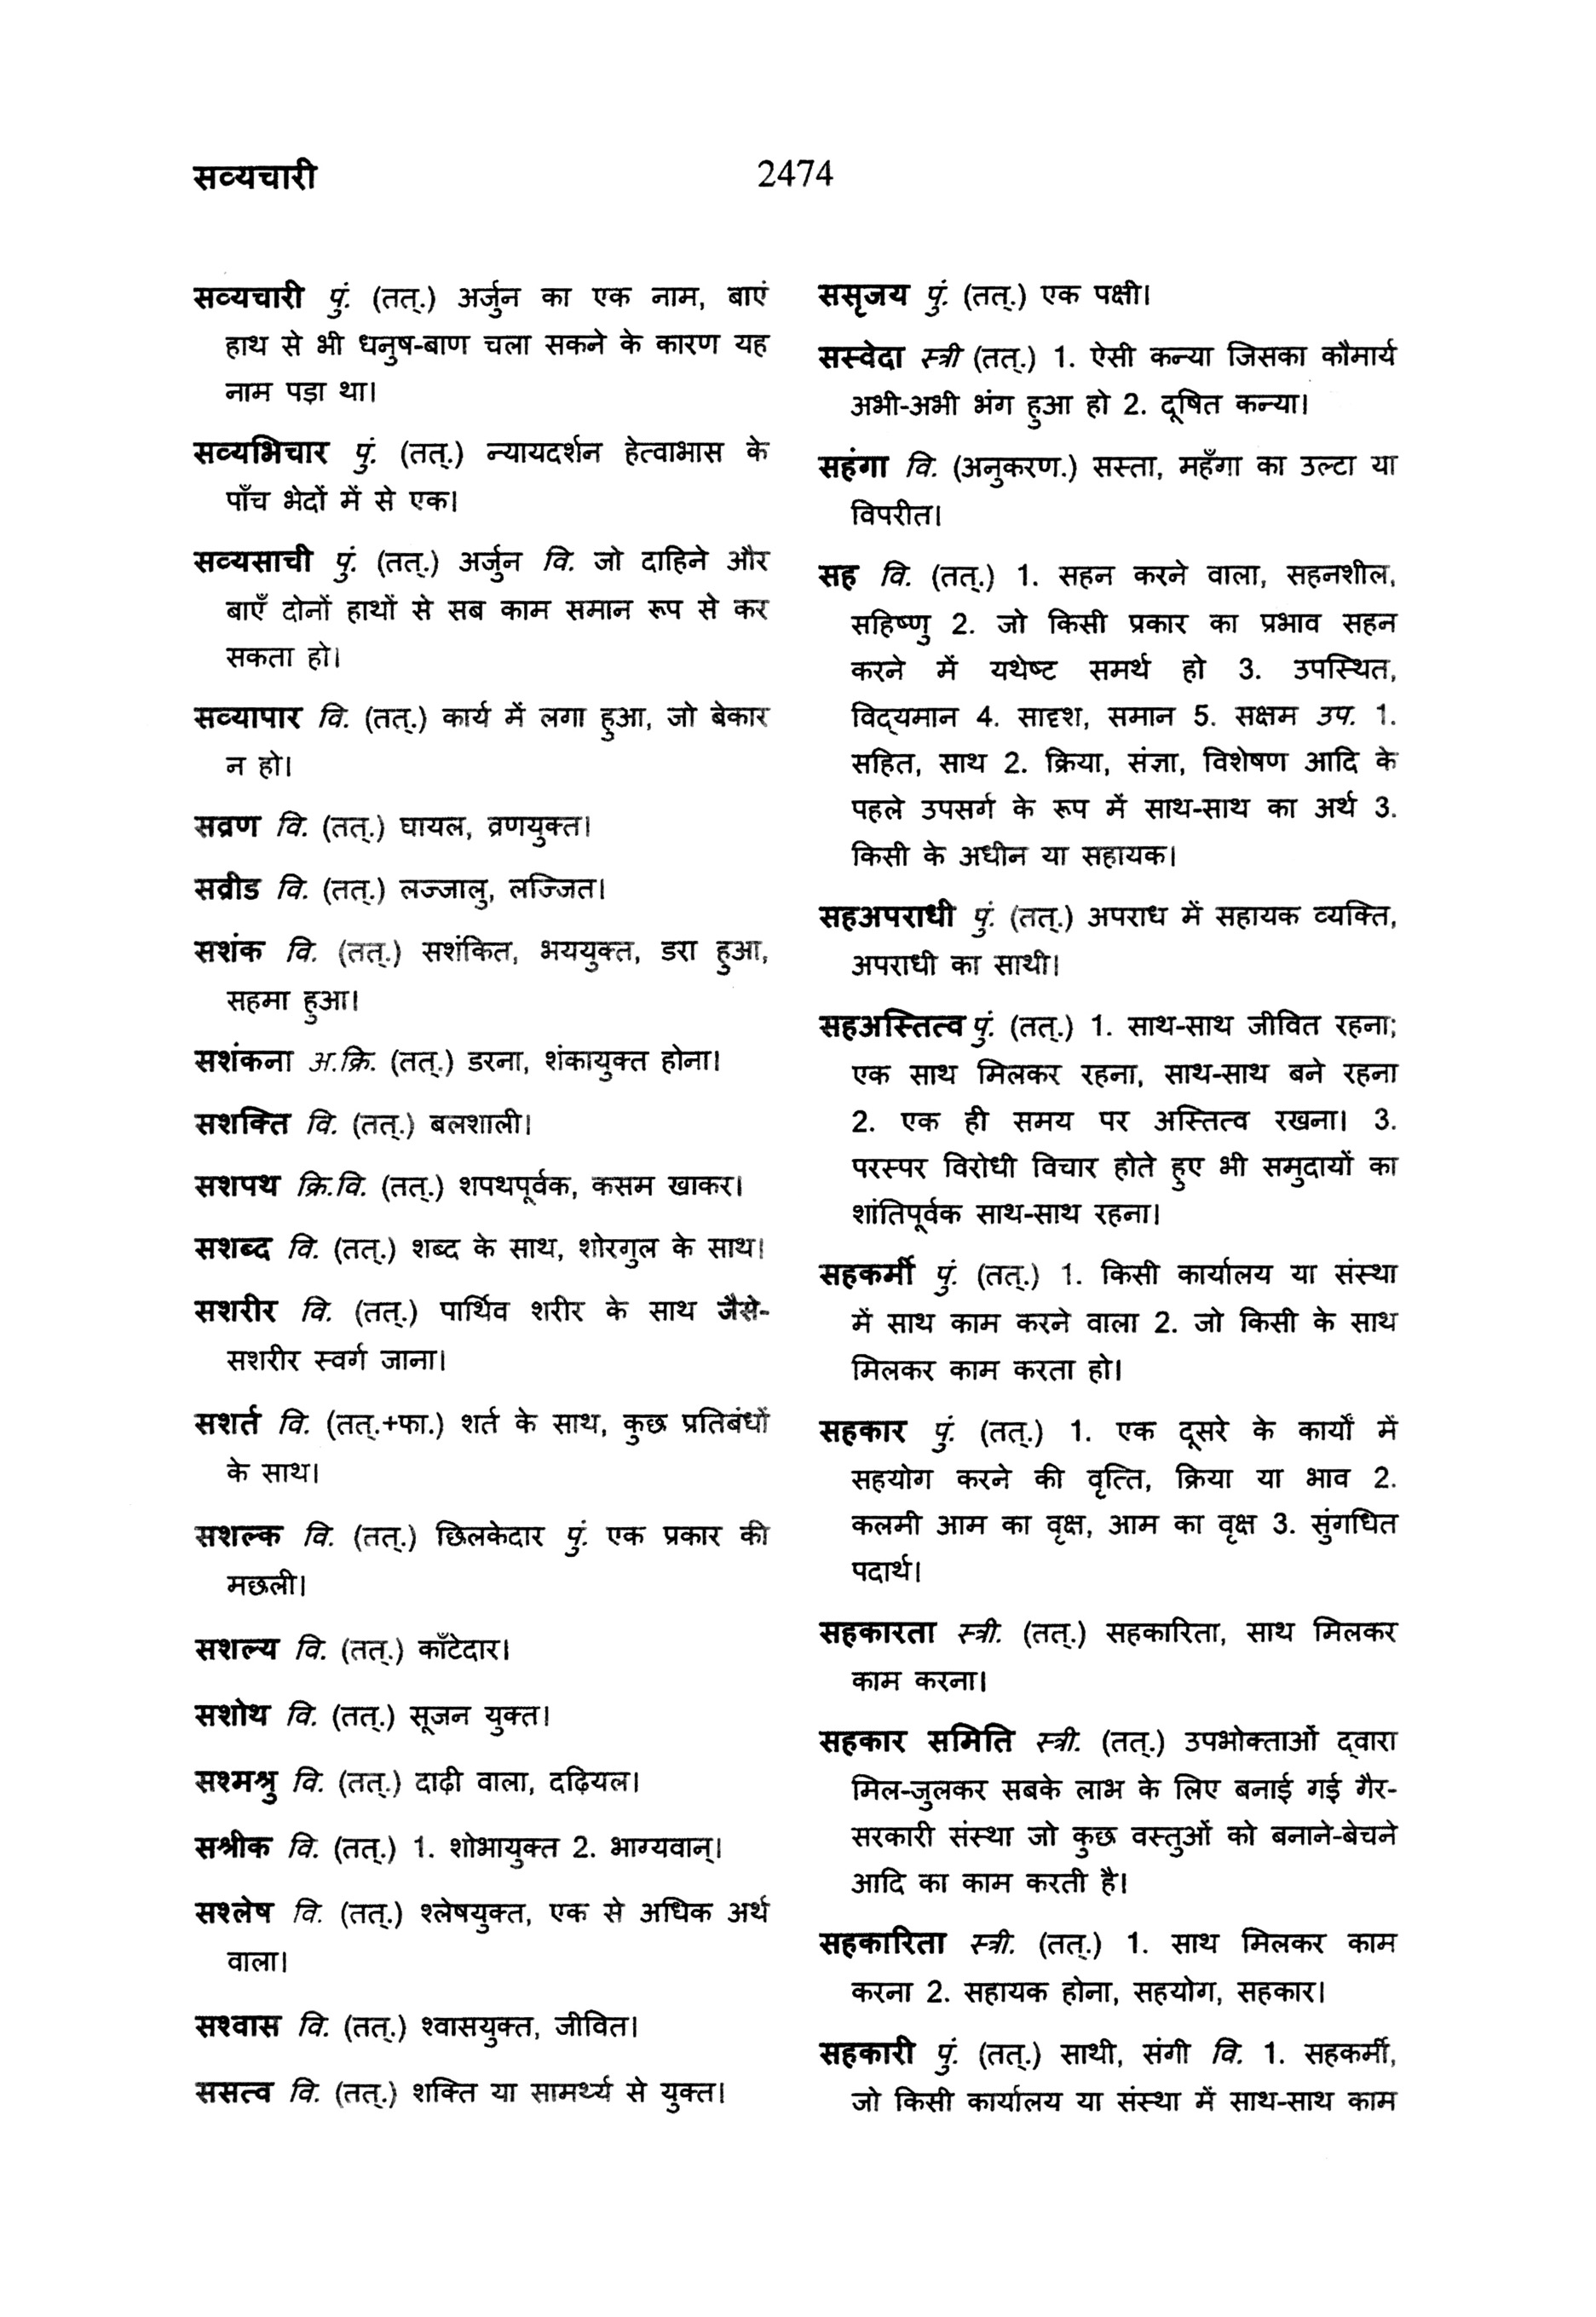 सव्यचारी
2474
सव्यचारी पुं. (तत्.) अर्जुन का एक नाम, बाएं
हाथ से भी धनुष-बाण चला सकने के कारण यह
नाम पड़ा था।
सव्यभिचार पुं. (तत्.) न्यायदर्शन हेत्वाभास के
पाँच भेदों में से एक।
सव्यसाची पुं. (तत्.) अर्जुन वि. जो दाहिने और
बाएँ दोनों हाथों से सब काम समान रूप से कर
सकता हो।
सव्यापार वि. (तत्.) कार्य में लगा हुआ, जो बेकार
न हो।
सव्रण वि. (तत्.) घायल, व्रणयुक्त।
सव्रीड वि. (तत्.) लज्जालु, लज्जित।
सशंक वि. (तत्.) सशंकित, भययुक्त, डरा हुआ,
सहमा हुआ।
सशंकना अ.क्रि. (तत्.) डरना, शंकायुक्त होना।
सशक्ति वि. (तत्.) बलशाली।
सशपथ क्रि.वि. (तत्.) शपथपूर्वक, कसम खाकर।
सशब्द वि. (तत्.) शब्द के साथ, शोरगुल के साथ।
सशरीर वि. (तत्.) पार्थिव शरीर के साथ जैसे-
सशरीर स्वर्ग जाना।
सशर्त वि. (तत्.+फा.) शर्त के साथ, कुछ प्रतिबंधों
के साथ।
सशल्क वि. (तत्.) छिलकेदार पुं. एक प्रकार की
मछली।
सशल्य वि. (तत्.) काँटेदार।
सशोथ वि. (तत्.) सूजन युक्त।
सश्मश्रु वि. (तत्.) दाढ़ी वाला, दढ़ियल।
सश्रीक वि. (तत्.) 1. शोभायुक्त 2. भाग्यवान्।
सश्लेष वि. (तत्.) श्लेषयुक्त, एक से अधिक अर्थ
वाला।
सश्वास वि. (तत्.) श्वासयुक्त, जीवित।
ससत्व वि. (तत्.) शक्ति या सामर्थ्य से युक्त।
ससृजय पुं. (तत्.) एक पक्षी।
सस्वेदा स्त्री (तत्.) 1. ऐसी कन्या जिसका कौमार्य
अभी-अभी भंग हुआ हो 2. दूषित कन्या।
सहंगा वि. (अनुकरण.) सस्ता, महँगा का उल्टा या
विपरीत।
सह वि. (तत्.) 1. सहन करने वाला, सहनशील,
सहिष्णु 2. जो किसी प्रकार का प्रभाव सहन
करने में यथेष्ट समर्थ हो 3. उपस्थित,
विद्‌यमान 4. सादृश, समान 5. सक्षम उप. 1.
सहित, साथ 2. क्रिया, संज्ञा, विशेषण आदि के
पहले उपसर्ग के रूप में साथ-साथ का अर्थ 3.
किसी के अधीन या सहायक।
सहअपराधी पुं. (तत्.) अपराध में सहायक व्यक्ति,
अपराधी का साथी।
सहअस्तित्व पुं. (तत्.) 1. साथ-साथ जीवित रहना;
एक साथ मिलकर रहना, साथ-साथ बने रहना
2. एक ही समय पर अस्तित्व रखना। 3.
परस्पर विरोधी विचार होते हुए भी समुदायों का
शांतिपूर्वक साथ-साथ रहना।
सहकर्मी पुं. (तत्.) 1. किसी कार्यालय या संस्था
में साथ काम करने वाला 2. जो किसी के साथ
मिलकर काम करता हो।
सहकार पुं. (तत्.) 1. एक दूसरे के कार्यों में
सहयोग करने की वृत्ति, क्रिया या भाव 2.
कलमी आम का वृक्ष, आम का वृक्ष 3. सुंगधित
पदार्थ।
सहकारता स्त्री. (तत्.) सहकारिता, साथ मिलकर
काम करना।
सहकार समिति स्त्री. (तत्.) उपभोक्ताओं द्‌वारा
मिल-जुलकर सबके लाभ के लिए बनाई गई गैर-
सरकारी संस्था जो कुछ वस्तुओं को बनाने-बेचने
आदि का काम करती है।
सहकारिता स्त्री. (तत्.) 1. साथ मिलकर काम
करना 2. सहायक होना, सहयोग, सहकार।
सहकारी पुं. (तत्.) साथी, संगी वि. 1. सहकर्मी,
जो किसी कार्यालय या संस्था में साथ-साथ काम